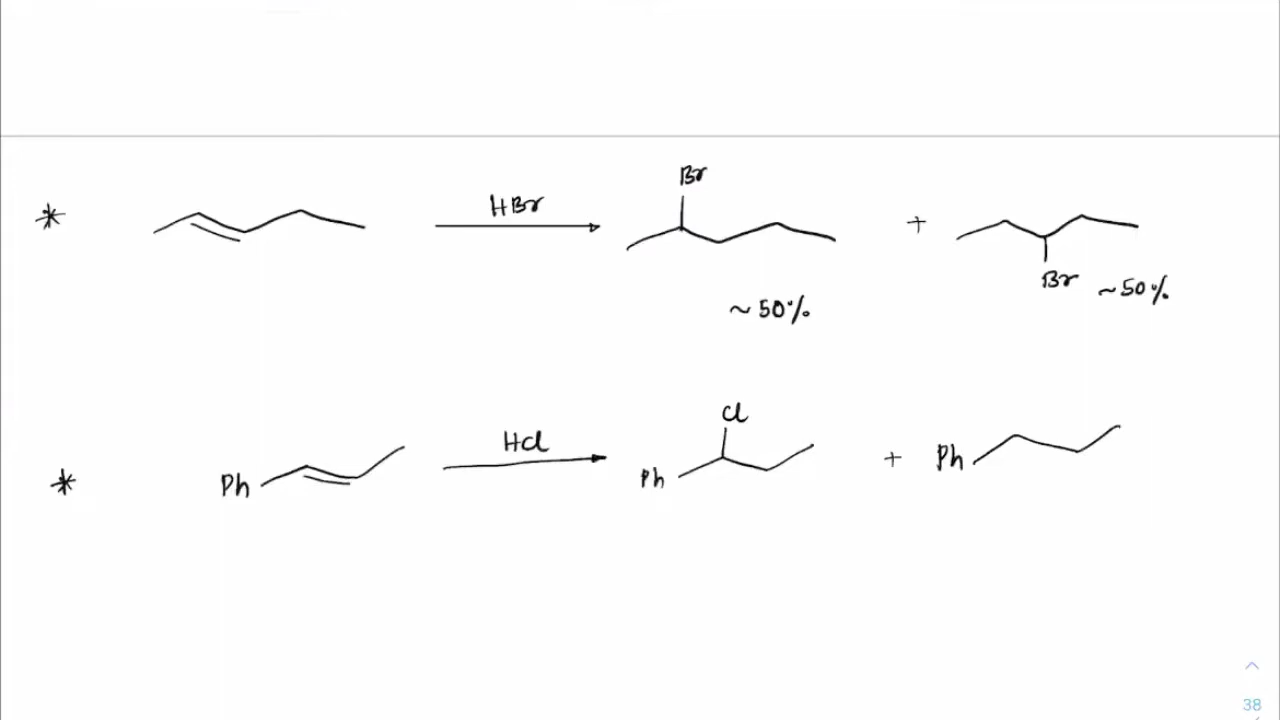 * HBr Br + Br
~50% ~50%
* Ph HCl Cl Ph + Ph
38